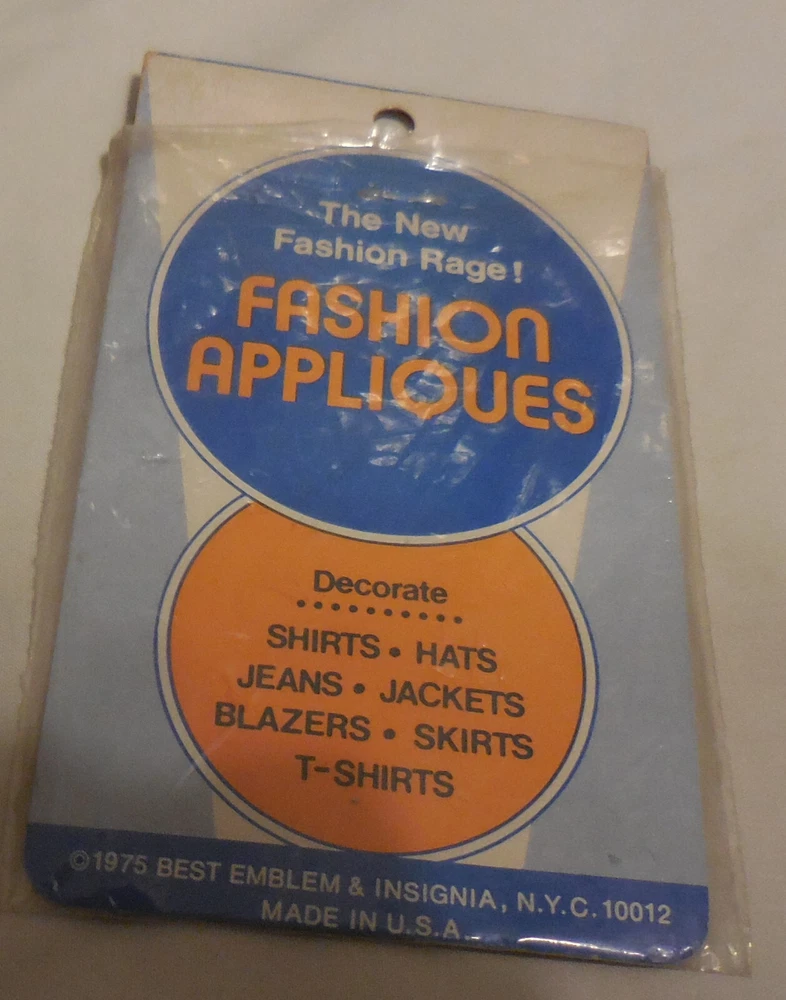 The New
Fashion Rage!
FASHION
APPLIQUES
Decorate
SHIRTS • HATS
JEANS • JACKETS
BLAZERS • SKIRTS
T-SHIRTS
©1975 BEST EMBLEM & INSIGNIA, N.Y.C. 10012
MADE IN U.S.A.